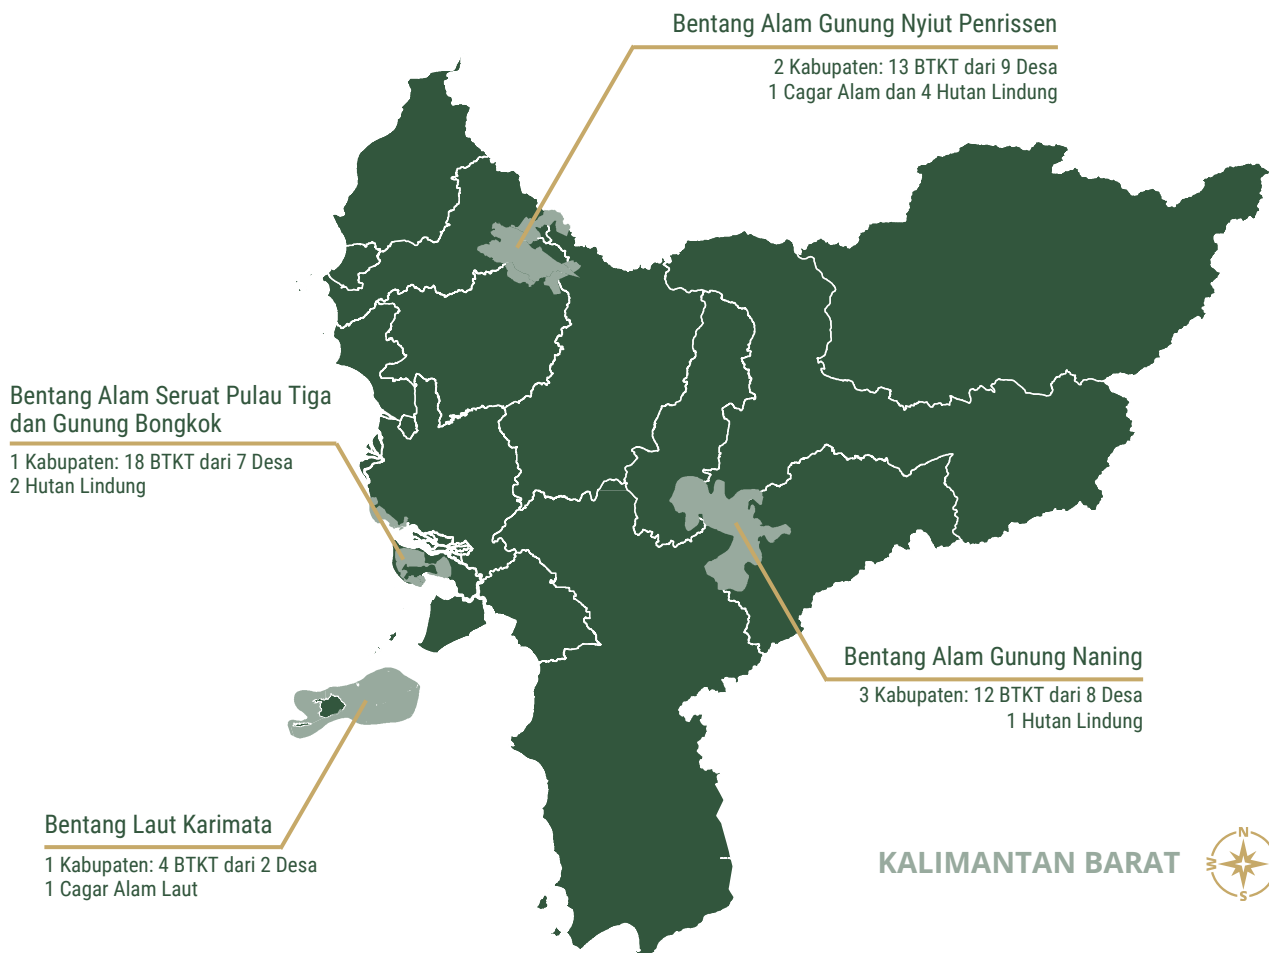 Bentang Alam Gunung Nyiut Penrissen
2 Kabupaten: 13 BTKT dari 9 Desa
1 Cagar Alam dan 4 Hutan Lindung
Bentang Alam Seruat Pulau Tiga
dan Gunung Bongkok
1 Kabupaten: 18 BTKT dari 7 Desa
2 Hutan Lindung
Bentang Alam Gunung Naning
3 Kabupaten: 12 BTKT dari 8 Desa
1 Hutan Lindung
Bentang Laut Karimata
1 Kabupaten: 4 BTKT dari 2 Desa
1 Cagar Alam Laut
KALIMANTAN BARAT
N
W
S